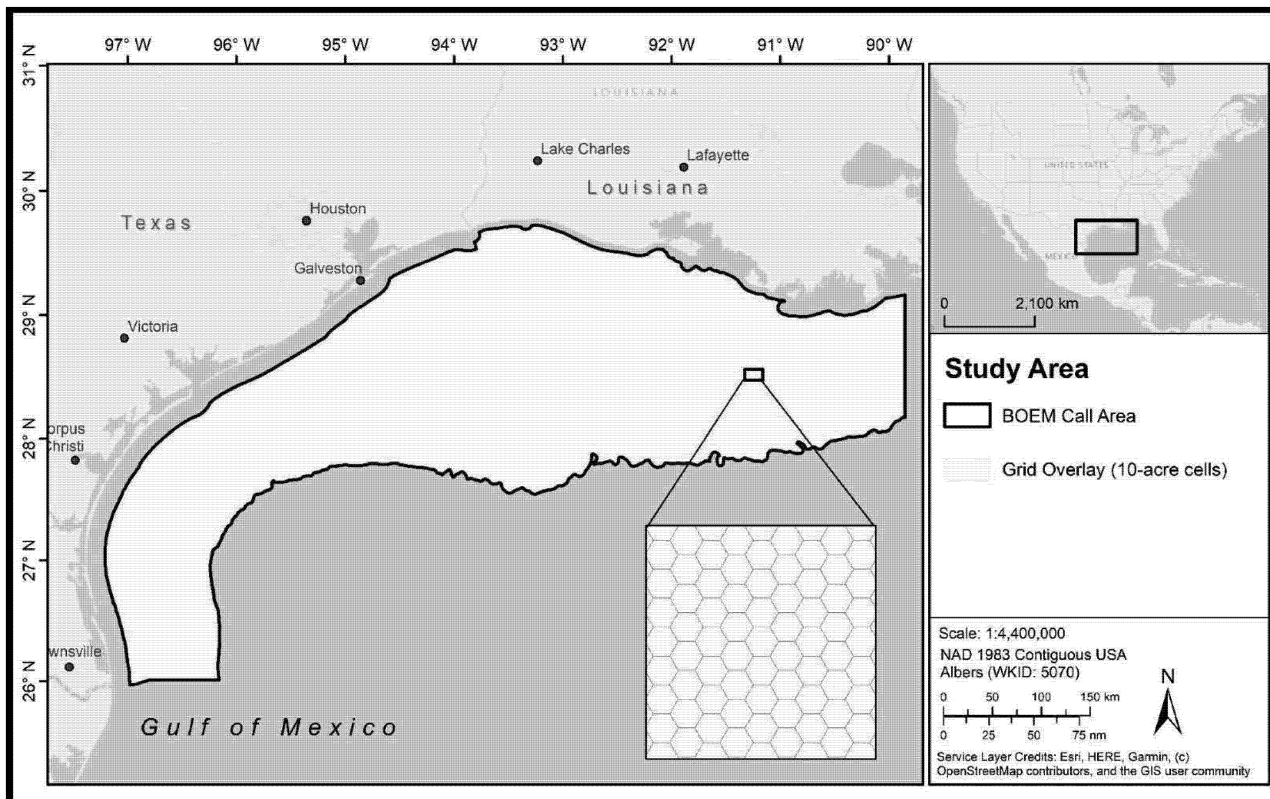 97° W 96° W 95° W 94° W 93° W 92° W 91° W 90° W
31° N
30° N
29° N
28° N
27° N
26° N
LOUISIANA
Lake Charles
Lafayette
Louisiana
Houston
Texas
Galveston
Victoria
orpus
Christi
wnsville
Gulf of Mexico
UNITED STATES
MEXIC
0 2,100 km
Study Area
BOEM Call Area
Grid Overlay (10-acre cells)
Scale: 1:4,400,000
NAD 1983 Contiguous USA
Albers (WKID: 5070)
N
0 50 100 150 km
0 25 50 75 nm
Service Layer Credits: Esri, HERE, Garmin, (c)
OpenStreetMap contributors, and the GIS user community